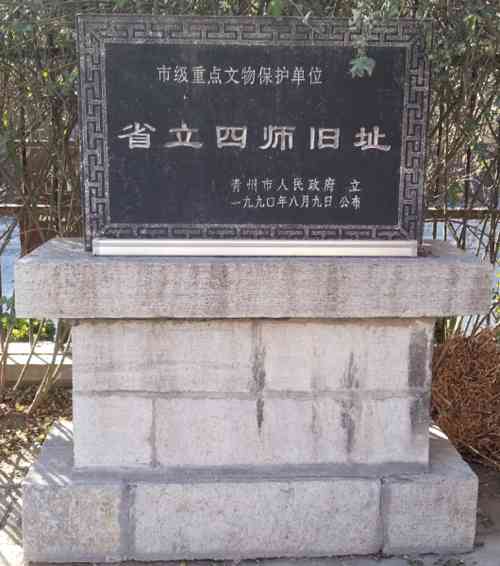 市级重点文物保护单位
省立四师旧址
青州市人民政府 立
一九九〇年八月九日 公布